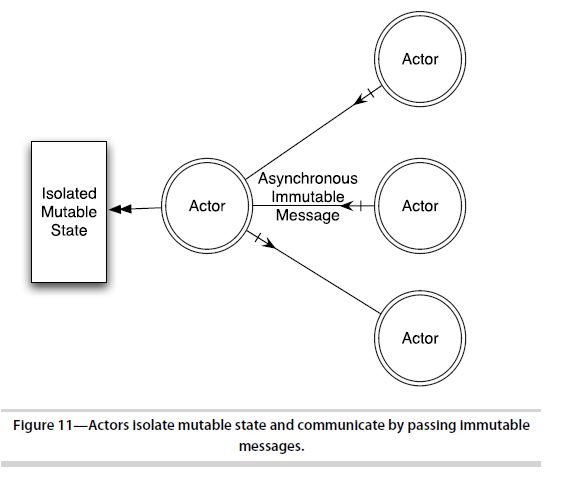 Actor
Asynchronous
Immutable
Message
Isolated
Mutable
State
Actor
Actor
Actor
Figure 11—Actors isolate mutable state and communicate by passing immutable
messages.